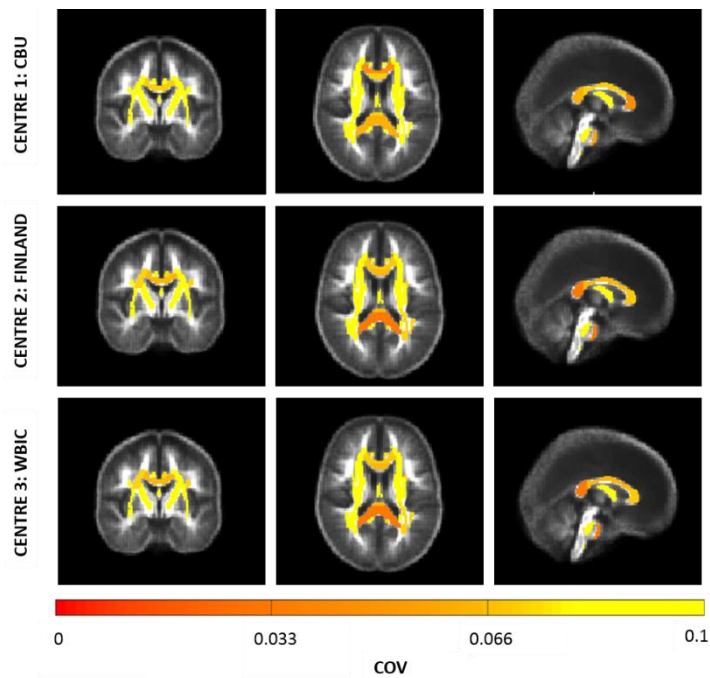 CENTRE 1: CBU
CENTRE 2: FINLAND
CENTRE 3: WBIC
0 0.033 0.066 0.1
COV